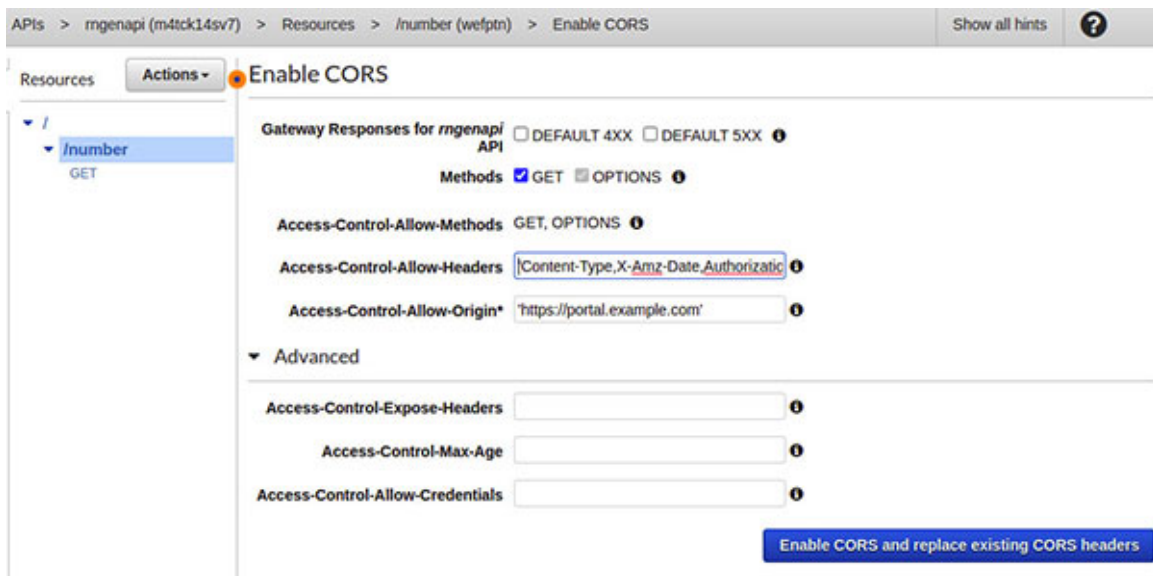 APIs > rngenapi (m4tck14sv7) > Resources > /number (wefptn) > Enable CORS Show all hints ?
Resources Actions Enable CORS
/
/number
GET
Gateway Responses for rngenapi API DEFAULT 4XX DEFAULT 5XX
Methods GET OPTIONS
Access-Control-Allow-Methods GET, OPTIONS
Access-Control-Allow-Headers 'Content-Type,X-Amz-Date,Authorizatic
Access-Control-Allow-Origin* 'https://portal.example.com'
Advanced
Access-Control-Expose-Headers
Access-Control-Max-Age
Access-Control-Allow-Credentials
Enable CORS and replace existing CORS headers